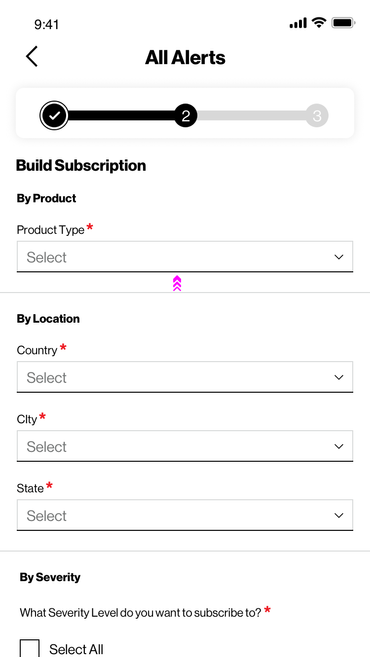 9:41
All Alerts
2
3
Build Subscription
By Product
Product Type *
Select
By Location
Country *
Select
CIty *
Select
State *
Select
By Severity
What Severity Level do you want to subscribe to? *
Select All